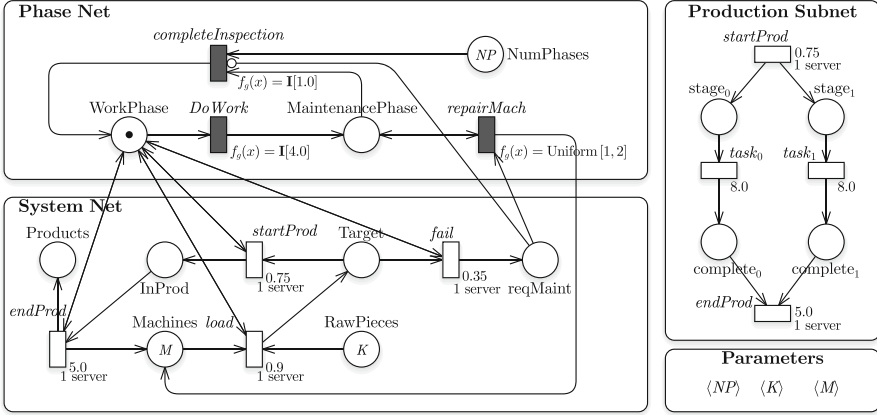 Phase Net
completeInspection
NP NumPhases
f_g(x) = I[1.0]
WorkPhase DoWork MaintenancePhase repairMach
f_g(x) = I[4.0] f_g(x) = Uniform [1, 2]
System Net
Products startProd Target fail
0.75
1 server
0.35
1 server
InProd reqMaint
endProd
Machines load RawPieces
M K
5.0
1 server
0.9
1 server
Production Subnet
startProd
0.75
1 server
stage₀ stage₁
task₀ task₁
8.0 8.0
complete₀ complete₁
endProd
5.0
1 server
Parameters
⟨NP⟩ ⟨K⟩ ⟨M⟩